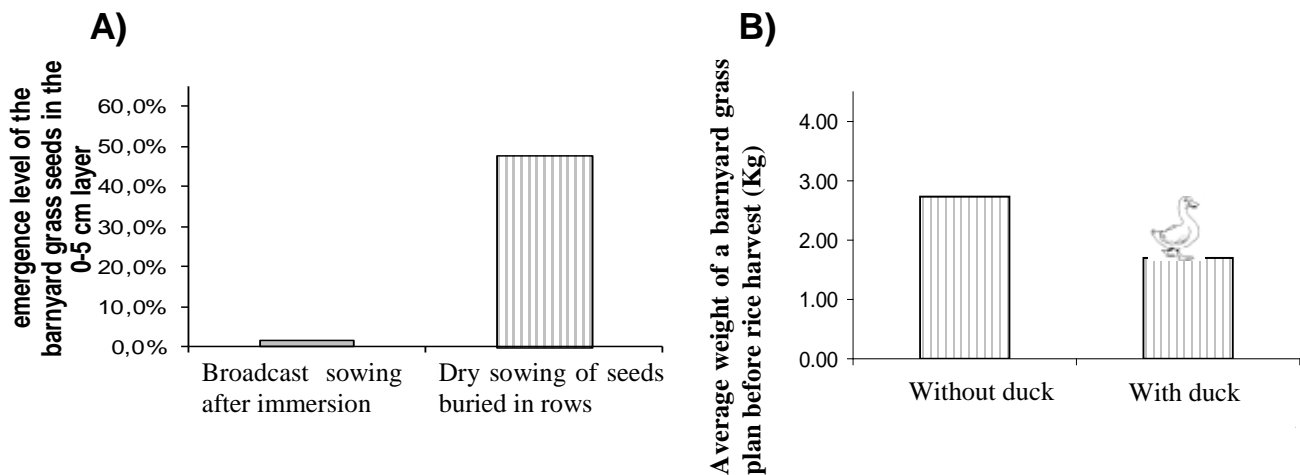 A)
emergence level of the
barnyard grass seeds in the
0-5 cm layer
60,0%
50,0%
40,0%
30,0%
20,0%
10,0%
0,0%
Broadcast sowing
after immersion
Dry sowing of seeds
buried in rows
B)
Average weight of a barnyard grass
plan before rice harvest (Kg)
4.00
3.00
2.00
1.00
0.00
Without duck
With duck